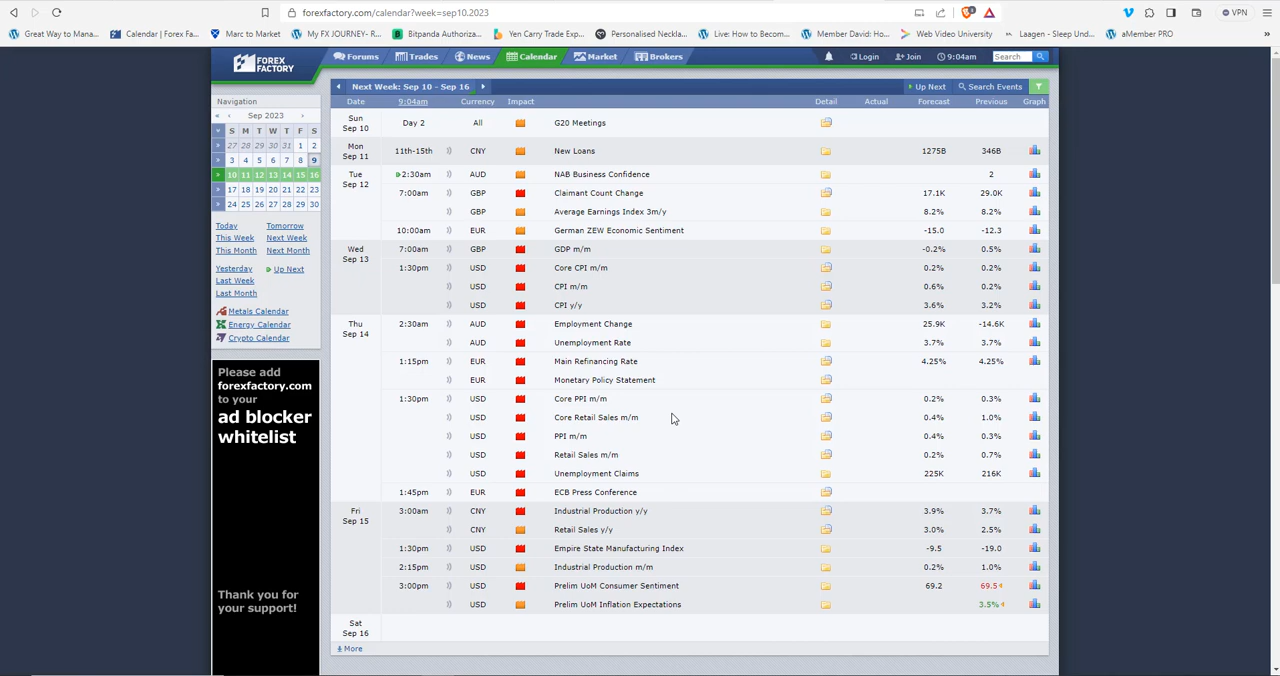 forexfactory.com/calendar?week=sep10.2023
VPN
Great Way to Mana... Calendar | Forex Fa... Marc to Market My FX JOURNEY- R... Bitpanda Authoriza... Yen Carry Trade Exp... Personalised Neckla... Live: How to Becom... Member David: Ho... Web Video University Laagen - Sleep Und... aMember PRO »
FOREX FACTORY Forums Trades News Calendar Market Brokers Login Join 9:04am Search
Navigation
« ‹ Sep 2023 ›
S M T W T F S
> 27 28 29 30 31 1 2
> 3 4 5 6 7 8 9
> 10 11 12 13 14 15 16
> 17 18 19 20 21 22 23
> 24 25 26 27 28 29 30
Today Tomorrow
This Week Next Week
This Month Next Month
Yesterday Up Next
Last Week
Last Month
Metals Calendar
Energy Calendar
Crypto Calendar
Please add
forexfactory.com
to your
ad blocker
whitelist
Thank you for
your support!
Next Week: Sep 10 - Sep 16 Up Next Search Events
Date 9:04am Currency Impact Detail Actual Forecast Previous Graph
Sun
Sep 10 Day 2 All G20 Meetings
Mon
Sep 11 11th-15th CNY New Loans 1275B 346B
Tue
Sep 12 2:30am AUD NAB Business Confidence 2
7:00am GBP Claimant Count Change 17.1K 29.0K
GBP Average Earnings Index 3m/y 8.2% 8.2%
10:00am EUR German ZEW Economic Sentiment -15.0 -12.3
Wed
Sep 13 7:00am GBP GDP m/m -0.2% 0.5%
1:30pm USD Core CPI m/m 0.2% 0.2%
USD CPI m/m 0.6% 0.2%
USD CPI y/y 3.6% 3.2%
Thu
Sep 14 2:30am AUD Employment Change 25.9K -14.6K
AUD Unemployment Rate 3.7% 3.7%
1:15pm EUR Main Refinancing Rate 4.25% 4.25%
EUR Monetary Policy Statement
1:30pm USD Core PPI m/m 0.2% 0.3%
USD Core Retail Sales m/m 0.4% 1.0%
USD PPI m/m 0.4% 0.3%
USD Retail Sales m/m 0.2% 0.7%
USD Unemployment Claims 225K 216K
1:45pm EUR ECB Press Conference
Fri
Sep 15 3:00am CNY Industrial Production y/y 3.9% 3.7%
CNY Retail Sales y/y 3.0% 2.5%
1:30pm USD Empire State Manufacturing Index -9.5 -19.0
2:15pm USD Industrial Production m/m 0.2% 1.0%
3:00pm USD Prelim UoM Consumer Sentiment 69.2 69.5
USD Prelim UoM Inflation Expectations 3.5%
Sat
Sep 16
More